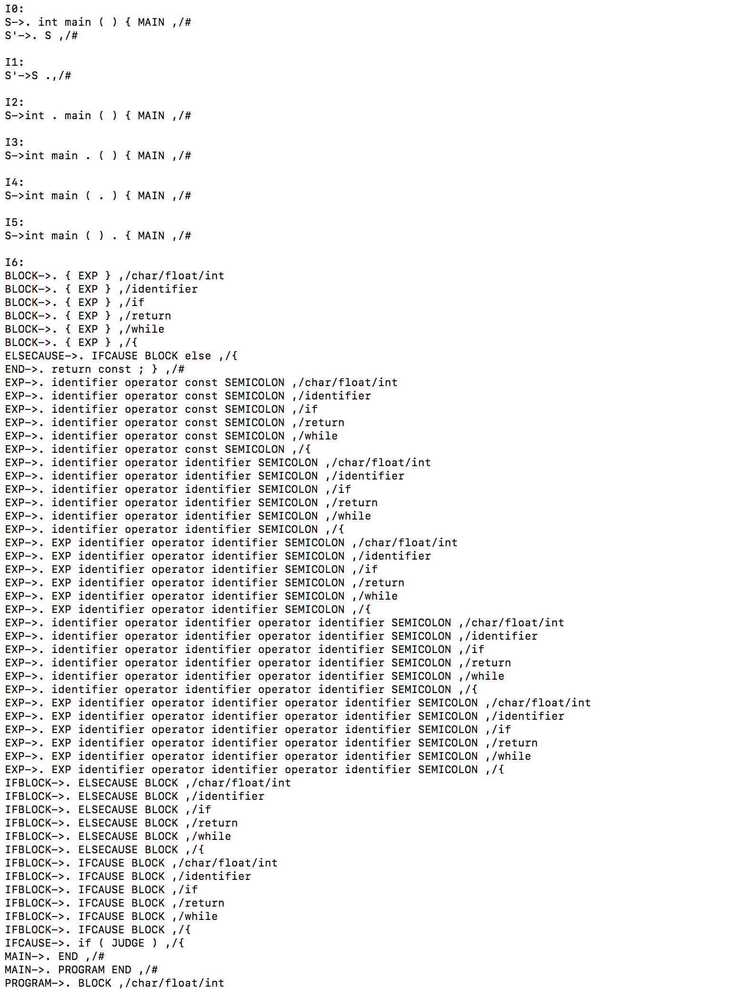 I0:
S->. int main ( ) { MAIN ,/#
S'->. S ,/#
I1:
S'->S .,/#
I2:
S->int . main ( ) { MAIN ,/#
I3:
S->int main . ( ) { MAIN ,/#
I4:
S->int main ( . ) { MAIN ,/#
I5:
S->int main ( ) . { MAIN ,/#
I6:
BLOCK->. { EXP } ,/char/float/int
BLOCK->. { EXP } ,/identifier
BLOCK->. { EXP } ,/if
BLOCK->. { EXP } ,/return
BLOCK->. { EXP } ,/while
BLOCK->. { EXP } ,/{
ELSECAUSE->. IFCAUSE BLOCK else ,/{
END->. return const ; } ,/#
EXP->. identifier operator const SEMICOLON ,/char/float/int
EXP->. identifier operator const SEMICOLON ,/identifier
EXP->. identifier operator const SEMICOLON ,/if
EXP->. identifier operator const SEMICOLON ,/return
EXP->. identifier operator const SEMICOLON ,/while
EXP->. identifier operator const SEMICOLON ,/{
EXP->. identifier operator identifier SEMICOLON ,/char/float/int
EXP->. identifier operator identifier SEMICOLON ,/identifier
EXP->. identifier operator identifier SEMICOLON ,/if
EXP->. identifier operator identifier SEMICOLON ,/return
EXP->. identifier operator identifier SEMICOLON ,/while
EXP->. identifier operator identifier SEMICOLON ,/{
EXP->. EXP identifier operator identifier SEMICOLON ,/char/float/int
EXP->. EXP identifier operator identifier SEMICOLON ,/identifier
EXP->. EXP identifier operator identifier SEMICOLON ,/if
EXP->. EXP identifier operator identifier SEMICOLON ,/return
EXP->. EXP identifier operator identifier SEMICOLON ,/while
EXP->. EXP identifier operator identifier SEMICOLON ,/{
EXP->. identifier operator identifier operator identifier SEMICOLON ,/char/float/int
EXP->. identifier operator identifier operator identifier SEMICOLON ,/identifier
EXP->. identifier operator identifier operator identifier SEMICOLON ,/if
EXP->. identifier operator identifier operator identifier SEMICOLON ,/return
EXP->. identifier operator identifier operator identifier SEMICOLON ,/while
EXP->. identifier operator identifier operator identifier SEMICOLON ,/{
EXP->. EXP identifier operator identifier operator identifier SEMICOLON ,/char/float/int
EXP->. EXP identifier operator identifier operator identifier SEMICOLON ,/identifier
EXP->. EXP identifier operator identifier operator identifier SEMICOLON ,/if
EXP->. EXP identifier operator identifier operator identifier SEMICOLON ,/return
EXP->. EXP identifier operator identifier operator identifier SEMICOLON ,/while
EXP->. EXP identifier operator identifier operator identifier SEMICOLON ,/{
IFBLOCK->. ELSECAUSE BLOCK ,/char/float/int
IFBLOCK->. ELSECAUSE BLOCK ,/identifier
IFBLOCK->. ELSECAUSE BLOCK ,/if
IFBLOCK->. ELSECAUSE BLOCK ,/return
IFBLOCK->. ELSECAUSE BLOCK ,/while
IFBLOCK->. ELSECAUSE BLOCK ,/{
IFBLOCK->. IFCAUSE BLOCK ,/char/float/int
IFBLOCK->. IFCAUSE BLOCK ,/identifier
IFBLOCK->. IFCAUSE BLOCK ,/if
IFBLOCK->. IFCAUSE BLOCK ,/return
IFBLOCK->. IFCAUSE BLOCK ,/while
IFBLOCK->. IFCAUSE BLOCK ,/{
IFCAUSE->. if ( JUDGE ) ,/{
MAIN->. END ,/#
MAIN->. PROGRAM END ,/#
PROGRAM->. BLOCK ,/char/float/int